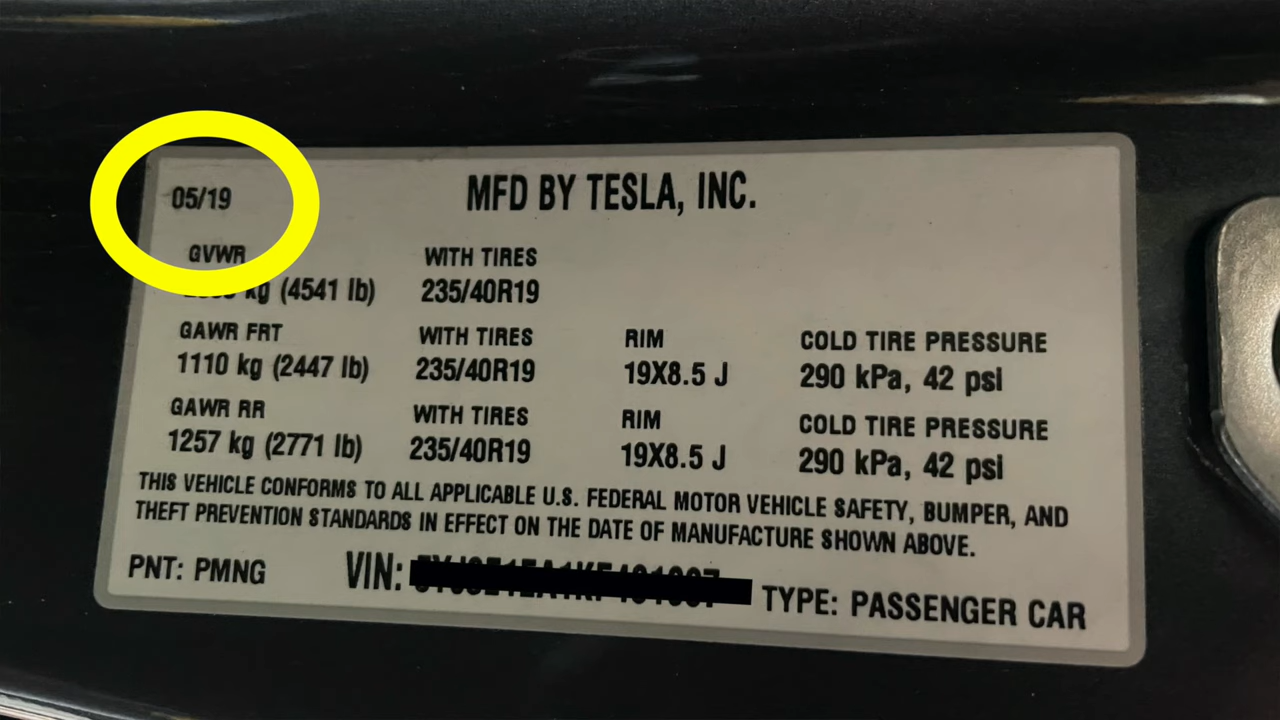 05/19 MFD BY TESLA, INC.
GVWR WITH TIRES
kg (4541 lb) 235/40R19
GAWR FRT WITH TIRES RIM COLD TIRE PRESSURE
1110 kg (2447 lb) 235/40R19 19X8.5 J 290 kPa, 42 psi
GAWR RR WITH TIRES RIM COLD TIRE PRESSURE
1257 kg (2771 lb) 235/40R19 19X8.5 J 290 kPa, 42 psi
THIS VEHICLE CONFORMS TO ALL APPLICABLE U.S. FEDERAL MOTOR VEHICLE SAFETY, BUMPER, AND
THEFT PREVENTION STANDARDS IN EFFECT ON THE DATE OF MANUFACTURE SHOWN ABOVE.
PNT: PMNG VIN: TYPE: PASSENGER CAR